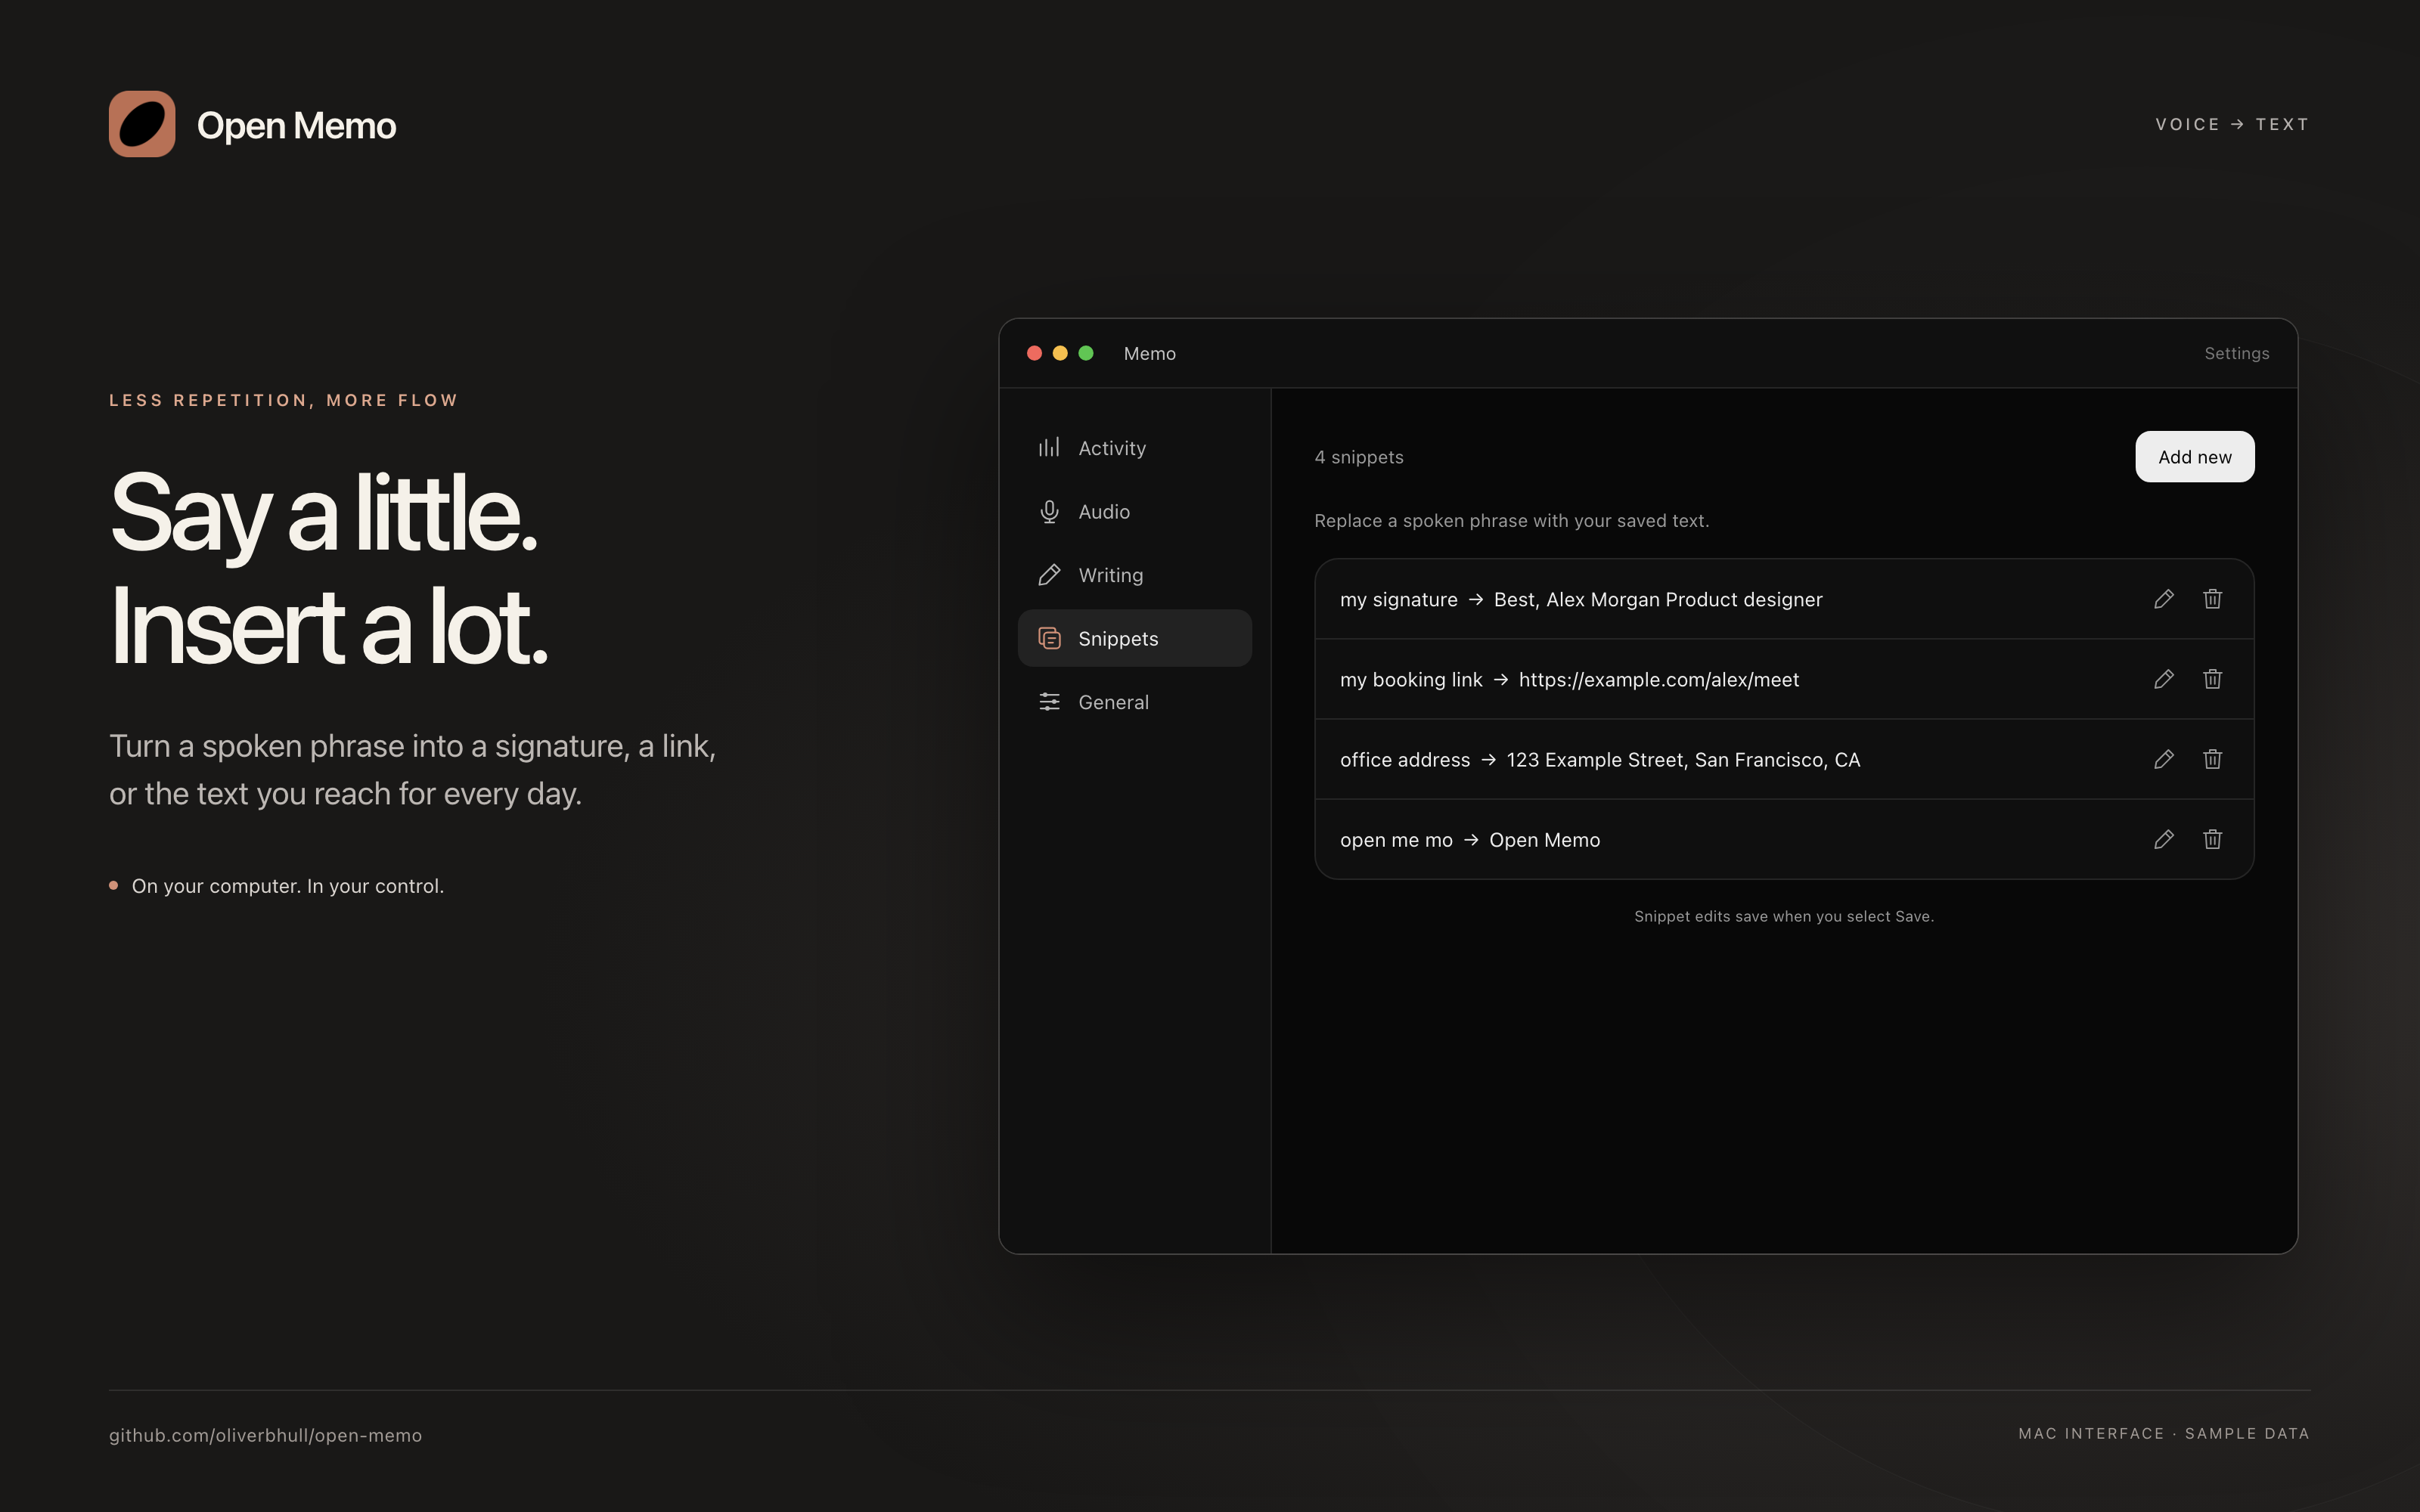 Open Memo
VOICE → TEXT
LESS REPETITION, MORE FLOW
Say a little.
Insert a lot.
Turn a spoken phrase into a signature, a link,
or the text you reach for every day.
On your computer. In your control.
Memo
Settings
Activity
Audio
Writing
Snippets
General
4 snippets
Add new
Replace a spoken phrase with your saved text.
my signature → Best, Alex Morgan Product designer
my booking link → https://example.com/alex/meet
office address → 123 Example Street, San Francisco, CA
open me mo → Open Memo
Snippet edits save when you select Save.
github.com/oliverbhull/open-memo
MAC INTERFACE · SAMPLE DATA